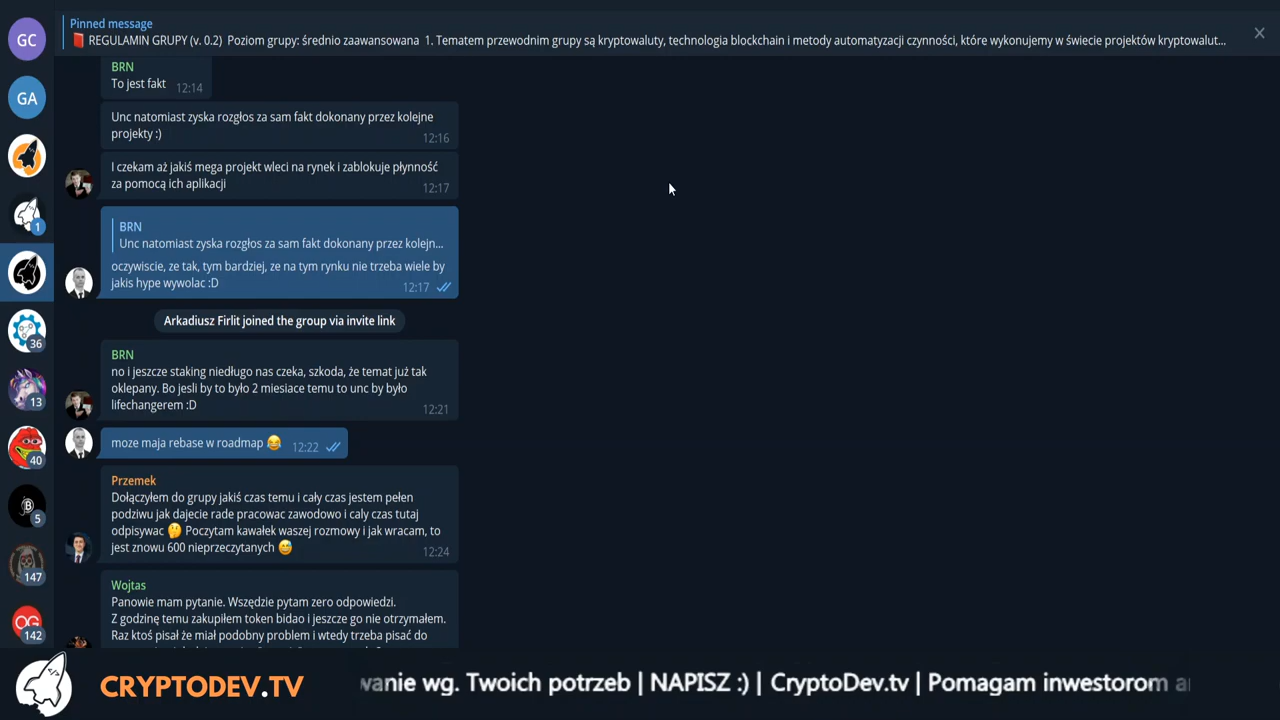 Pinned message
REGULAMIN GRUPY (v. 0.2) Poziom grupy: średnio zaawansowana 1. Tematem przewodnim grupy są kryptowaluty, technologia blockchain i metody automatyzacji czynności, które wykonujemy w świecie projektów kryptowalut...
GC
GA
1
36
13
40
5
147
OG
142
BRN
To jest fakt 12:14
Unc natomiast zyska rozgłos za sam fakt dokonany przez kolejne
projekty :)
12:16
I czekam aż jakiś mega projekt wleci na rynek i zablokuje płynność
za pomocą ich aplikacji
12:17
BRN
Unc natomiast zyska rozgłos za sam fakt dokonany przez kolejn...
oczywiscie, ze tak, tym bardziej, ze na tym rynku nie trzeba wiele by
jakis hype wywolac :D
12:17
Arkadiusz Firlit joined the group via invite link
BRN
no i jeszcze staking niedługo nas czeka, szkoda, że temat już tak
oklepany. Bo jesli by to było 2 miesiace temu to unc by było
lifechangerem :D
12:21
moze maja rebase w roadmap 😂 12:22
Przemek
Dołączyłem do grupy jakiś czas temu i cały czas jestem pełen
podziwu jak dajecie rade pracowac zawodowo i caly czas tutaj
odpisywac 🤔 Poczytam kawałek waszej rozmowy i jak wracam, to
jest znowu 600 nieprzeczytanych 😅
12:24
Wojtas
Panowie mam pytanie. Wszędzie pytam zero odpowiedzi.
Z godzinę temu zakupiłem token bidao i jeszcze go nie otrzymałem.
Raz ktoś pisał że miał podobny problem i wtedy trzeba pisać do
CRYPTODEV.TV
wanie wg. Twoich potrzeb | NAPISZ :) | CryptoDev.tv | Pomagam inwestorom